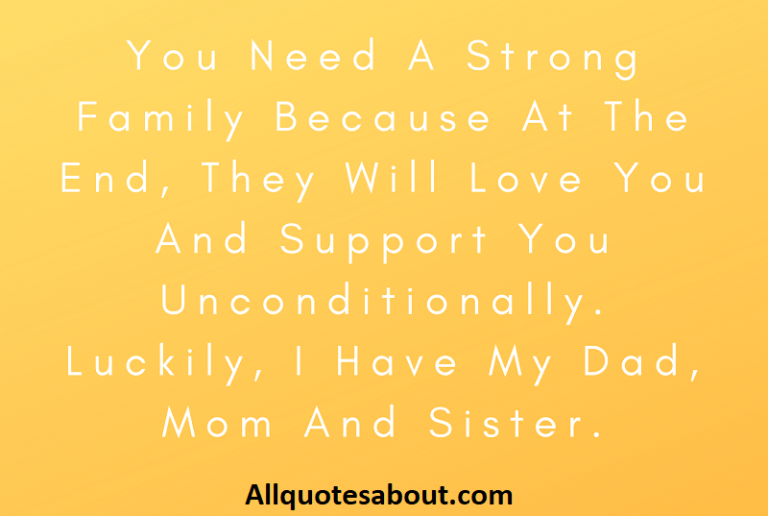 You Need A Strong
Family Because At The
End, They Will Love You
And Support You
Unconditionally.
Luckily, I Have My Dad,
Mom And Sister.
Allquotesabout.com